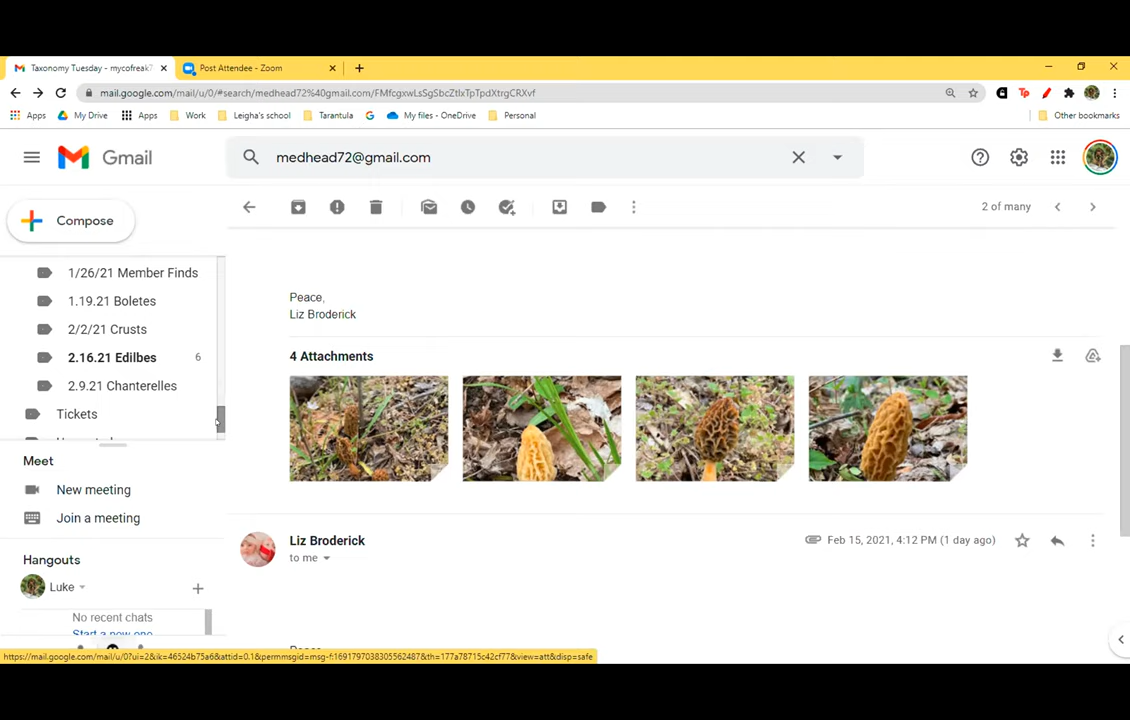 Taxonomy Tuesday - mycofreak7
Post Attendee - Zoom
mail.google.com/mail/u/0/#search/medhead72%40gmail.com/FMfcgxwLsSgSbcZtlxTpTpdXtrgCRXvf
Apps
My Drive
Apps
Work
Leigha's school
Tarantula
My files - OneDrive
Personal
Other bookmarks
Gmail
medhead72@gmail.com
Compose
2 of many
1/26/21 Member Finds
1.19.21 Boletes
2/2/21 Crusts
2.16.21 Edilbes 6
2.9.21 Chanterelles
Tickets
Peace,
Liz Broderick
4 Attachments
Meet
New meeting
Join a meeting
Hangouts
Luke
No recent chats
Start a new one
Liz Broderick
to me
Feb 15, 2021, 4:12 PM (1 day ago)
https://mail.google.com/mail/u/0?ui=2&ik=46524b75a6&attid=0.1&permmsgid=msg-f:1691797038305562487&th=177a78715c42cf77&view=att&disp=safe